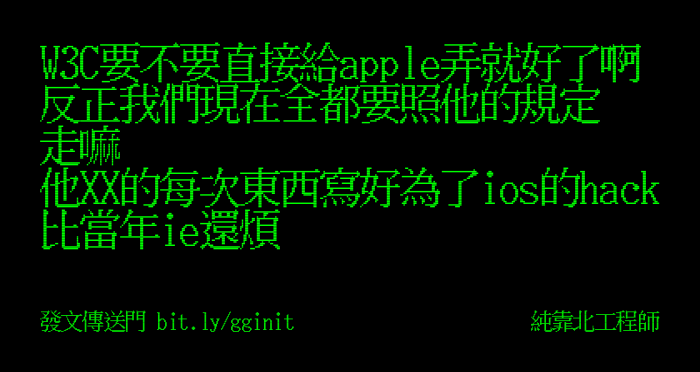 W3C要不要直接給apple弄就好了啊
反正我們現在全都要照他的規定
走嘛
他XX的每次東西寫好為了ios的hack
比當年ie還煩
發文傳送門 bit.ly/gginit
純靠北工程師